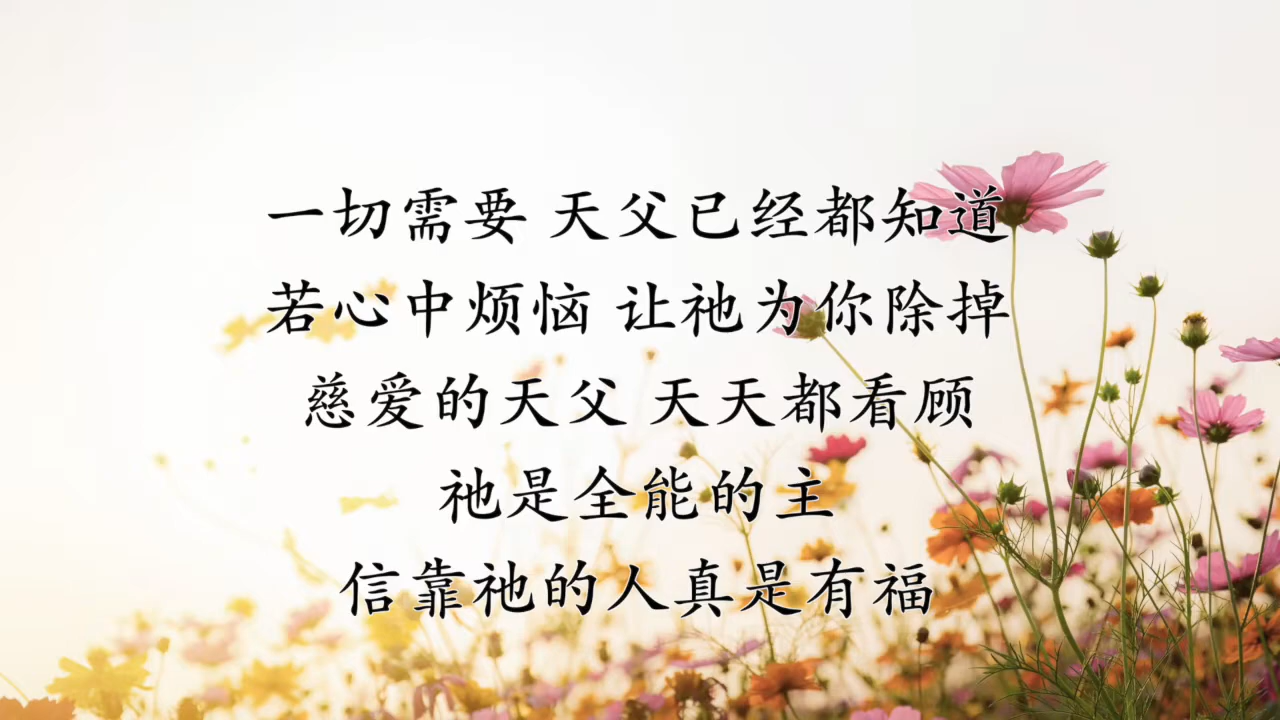 一切需要 天父已经都知道
若心中烦恼 让祂为你除掉
慈爱的天父 天天都看顾
祂是全能的主
信靠祂的人真是有福